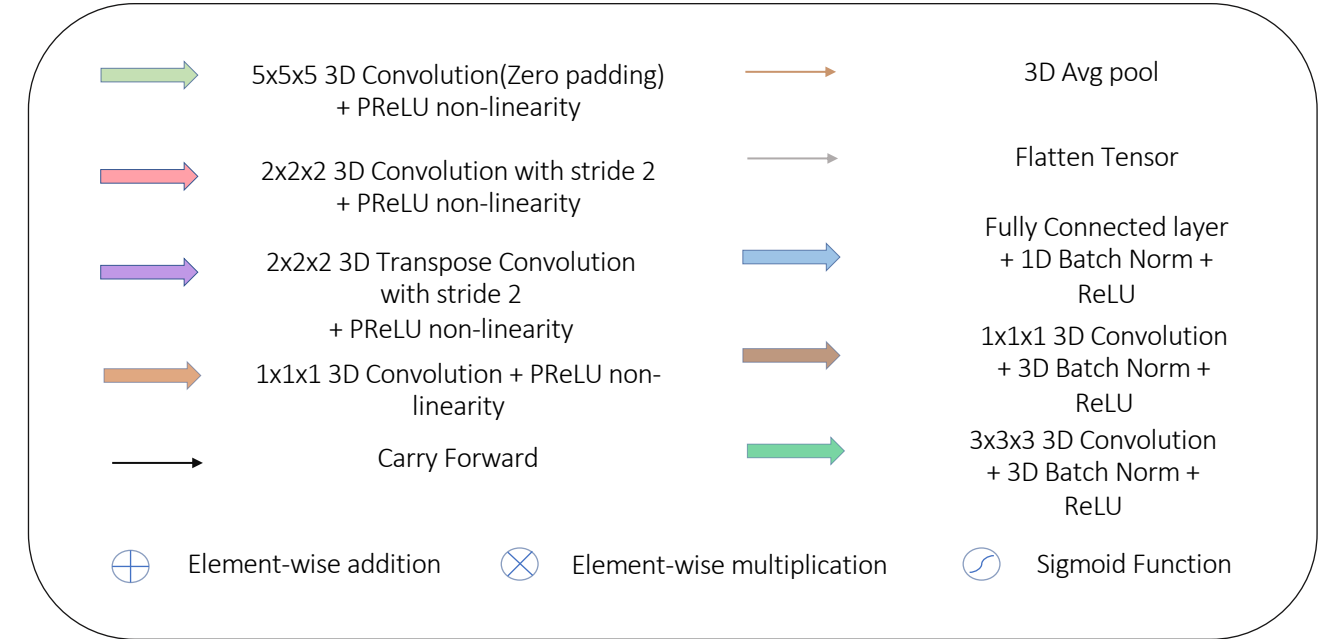 5x5x5 3D Convolution(Zero padding)
+ PReLU non-linearity
2x2x2 3D Convolution with stride 2
+ PReLU non-linearity
2x2x2 3D Transpose Convolution
with stride 2
+ PReLU non-linearity
1x1x1 3D Convolution + PReLU non-
linearity
Carry Forward
3D Avg pool
Flatten Tensor
Fully Connected layer
+ 1D Batch Norm +
ReLU
1x1x1 3D Convolution
+ 3D Batch Norm +
ReLU
3x3x3 3D Convolution
+ 3D Batch Norm +
ReLU
Element-wise addition
Element-wise multiplication
Sigmoid Function